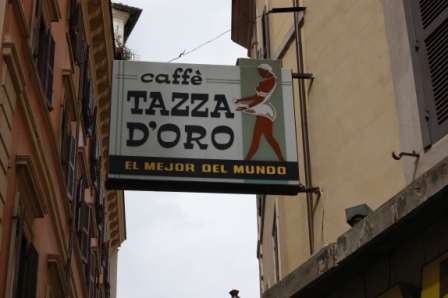 caffè
TAZZA
D'ORO
EL MEJOR DEL MUNDO